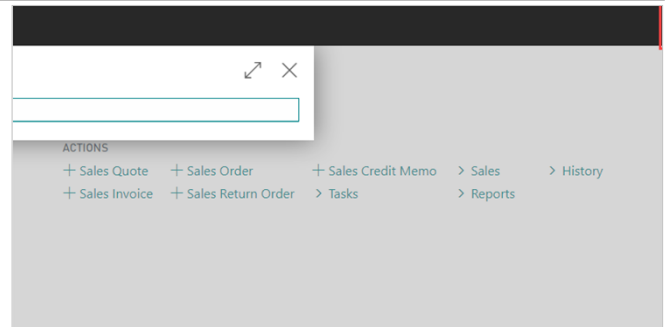 ACTIONS
+ Sales Quote + Sales Order + Sales Credit Memo > Sales > History
+ Sales Invoice + Sales Return Order > Tasks > Reports